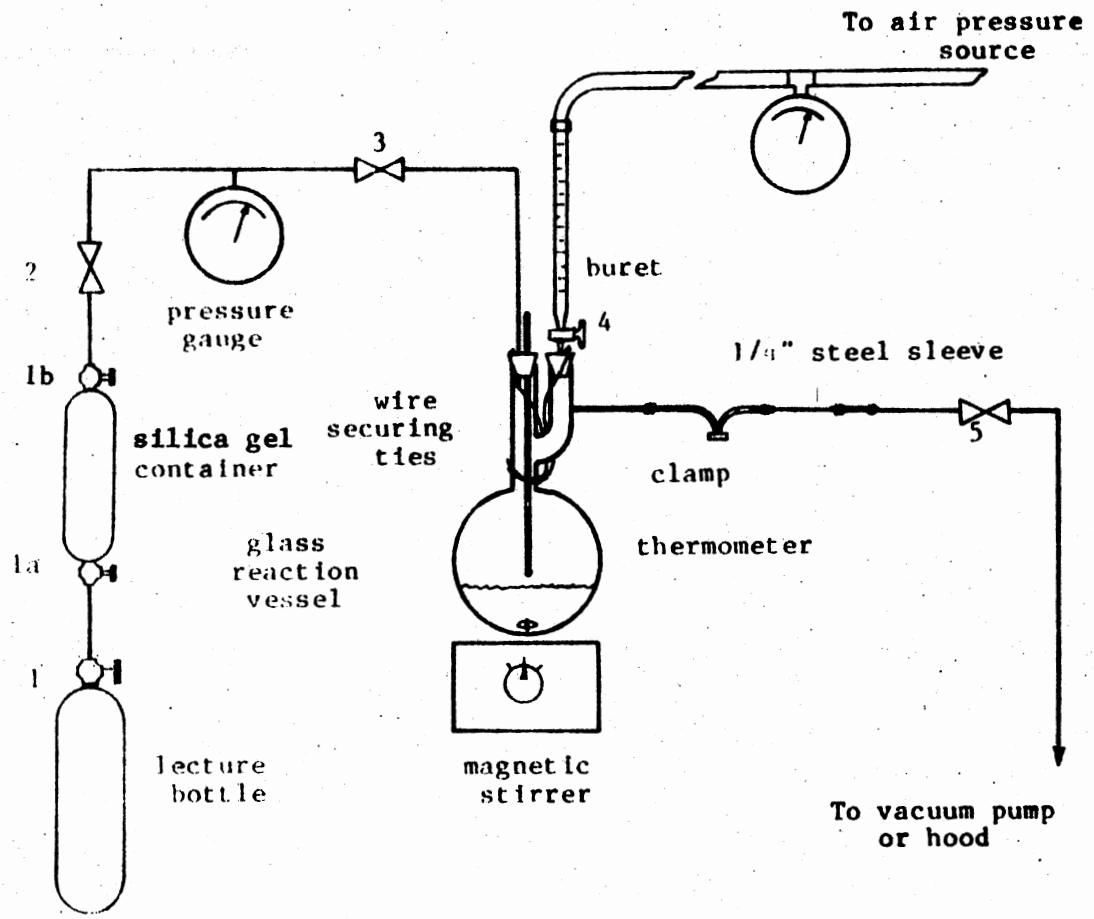 To air pressure
source
3
2
buret
pressure
gauge
4
1/4" steel sleeve
1b
wire
securing
ties
silica gel
container
5
clamp
glass
reaction
vessel
thermometer
1a
1
lecture
bottle
magnetic
stirrer
To vacuum pump
or hood